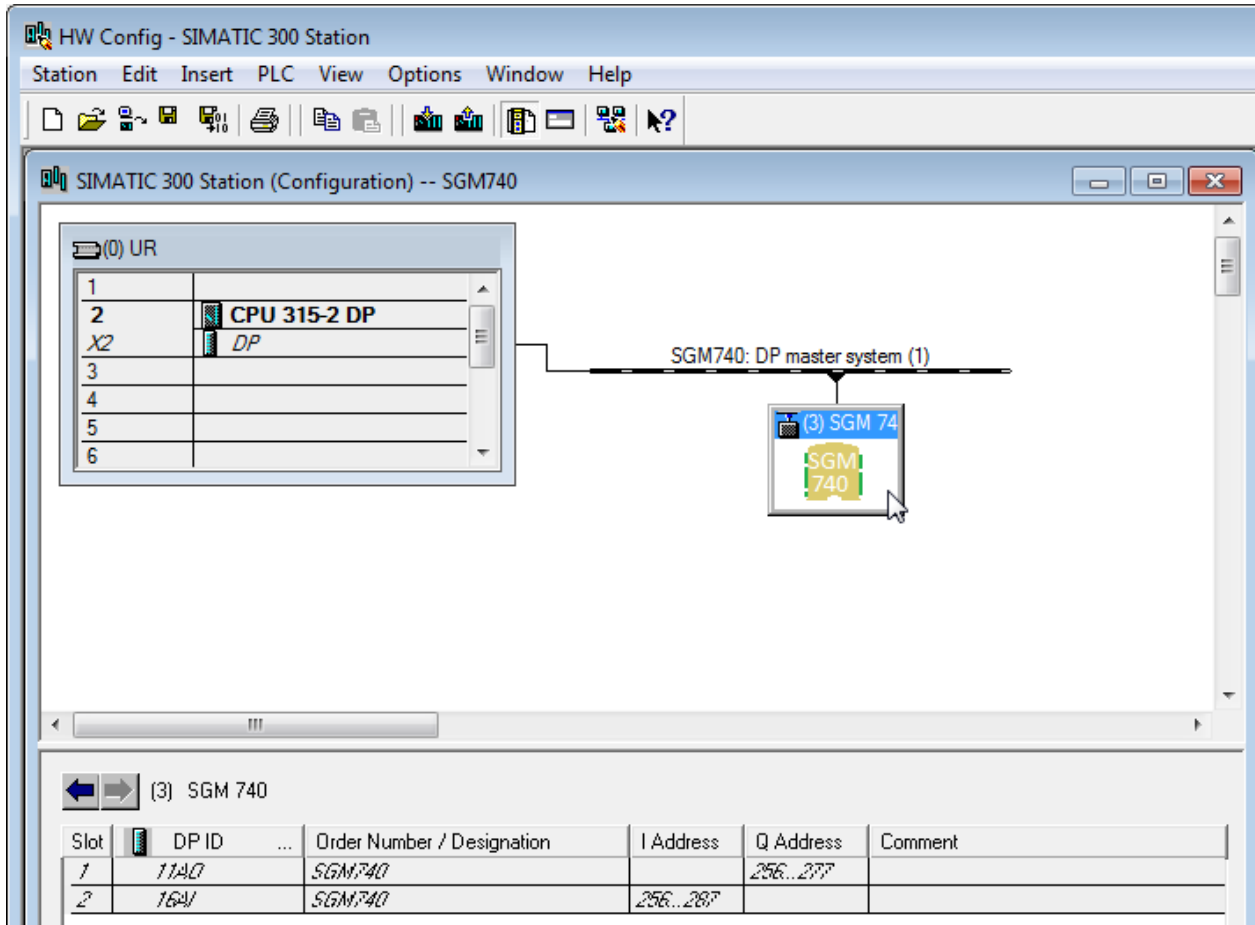 HW Config - SIMATIC 300 Station
Station Edit Insert PLC View Options Window Help
SIMATIC 300 Station (Configuration) -- SGM740
(0) UR
1
2 CPU 315-2 DP
X2 DP
3
4
5
6
SGM740: DP master system (1)
(3) SGM 74
SGM
740
(3) SGM 740
Slot DP ID ... Order Number / Designation I Address Q Address Comment
1 11AO SGM740 256...277
2 16AI SGM740 256...287